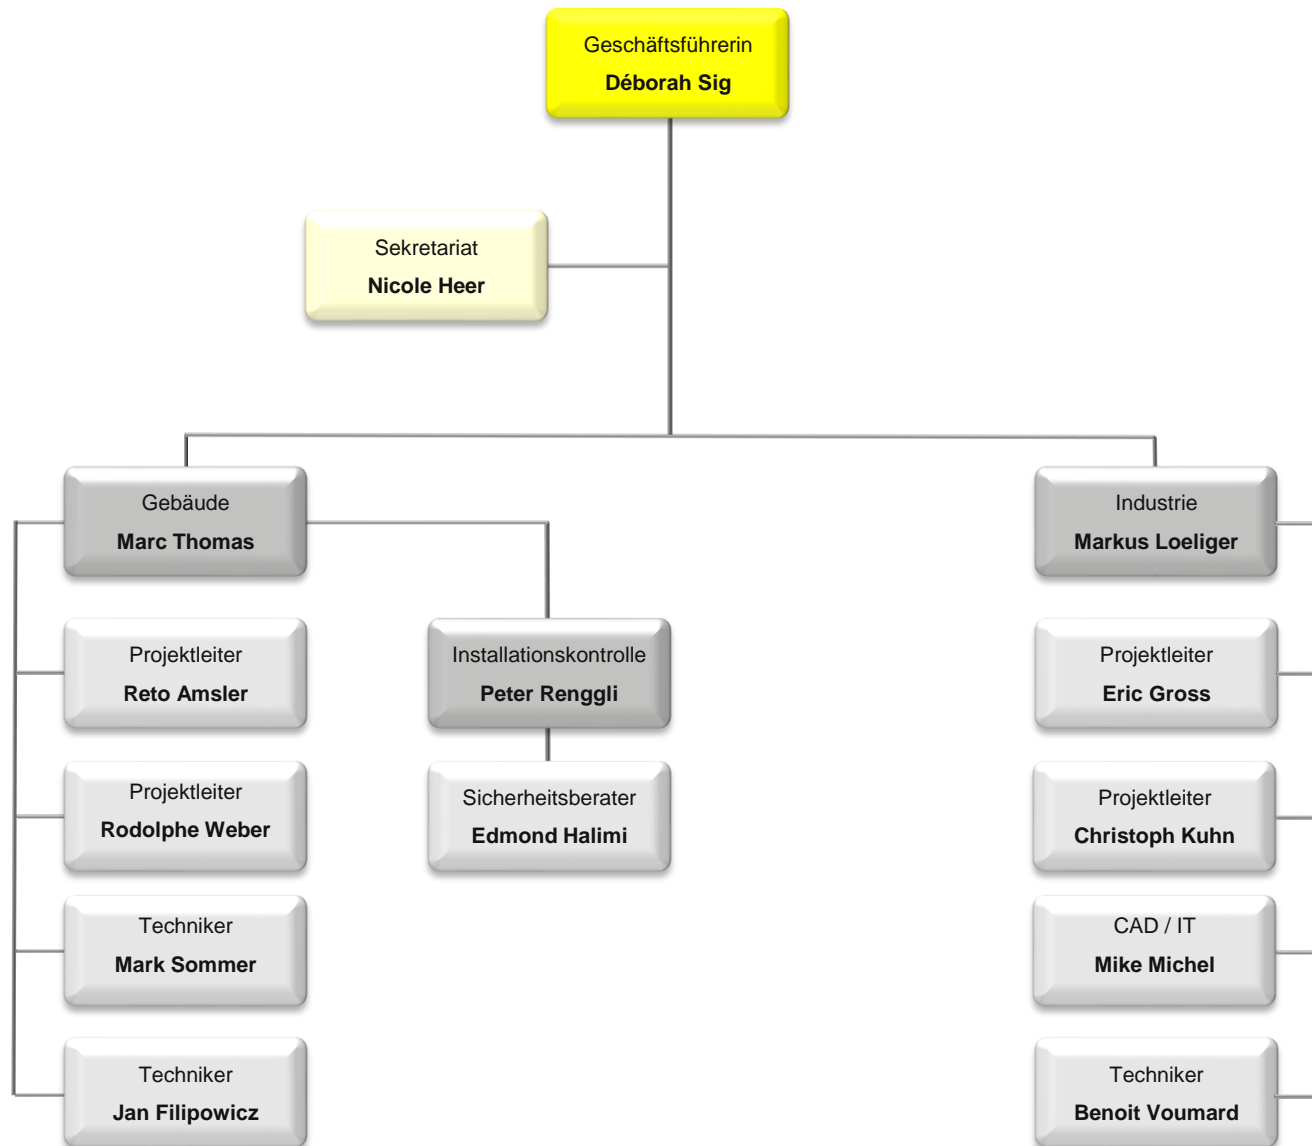 Geschäftsführerin
Déborah Sig
Sekretariat
Nicole Heer
Gebäude
Marc Thomas
Industrie
Markus Loeliger
Projektleiter
Reto Amsler
Installationskontrolle
Peter Renggli
Projektleiter
Eric Gross
Projektleiter
Rodolphe Weber
Sicherheitsberater
Edmond Halimi
Projektleiter
Christoph Kuhn
Techniker
Mark Sommer
CAD / IT
Mike Michel
Techniker
Jan Filipowicz
Techniker
Benoit Voumard